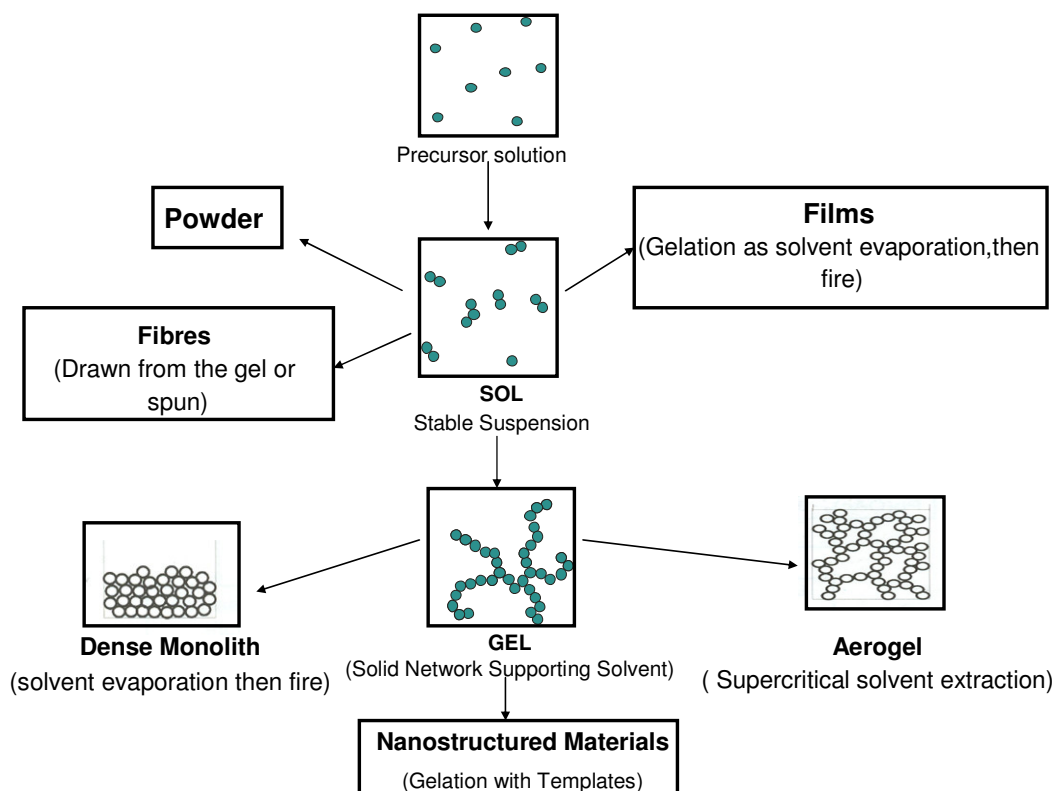 Precursor solution
Powder
Films
(Gelation as solvent evaporation,then
fire)
Fibres
(Drawn from the gel or
spun)
SOL
Stable Suspension
Dense Monolith
(solvent evaporation then fire)
GEL
(Solid Network Supporting Solvent)
Aerogel
( Supercritical solvent extraction)
Nanostructured Materials
(Gelation with Templates)